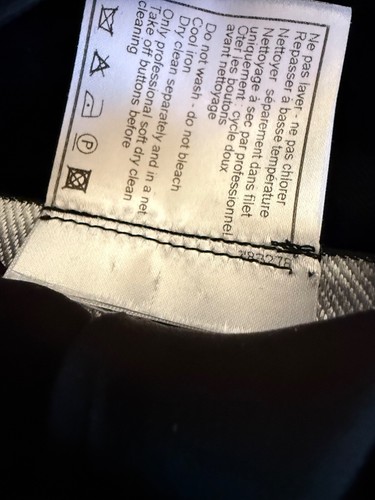 Ne pas laver - ne pas chlorer
Repasser à basse température
Nettoyer séparement dans filet
Nettoyage à sec par professionnel
uniquement, cycle doux
les boutons
avant nettoyage
Do not wash - do not bleach
Cool iron
Dry clean separately and in a net
Only professional soft dry clean
Take off buttons before
cleaning
P